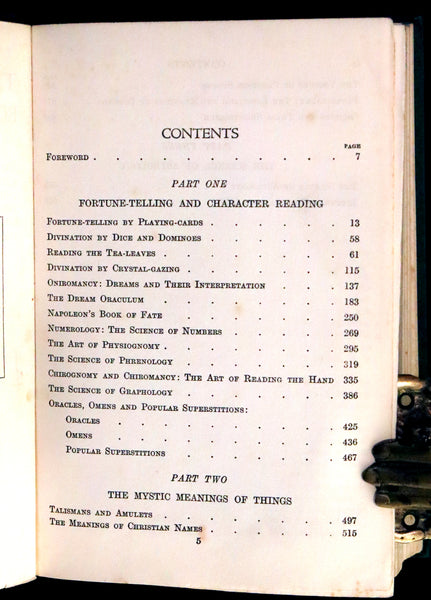 CONTENTS
PAGE
Foreword . . . . . . . . . . . 7
PART ONE
FORTUNE-TELLING AND CHARACTER READING
Fortune-telling by Playing-cards . . . . . 13
Divination by Dice and Dominoes . . . . . 58
Reading the Tea-leaves . . . . . . . 61
Divination by Crystal-gazing . . . . . . 115
Oniromancy: Dreams and Their Interpretation . . . 137
The Dream Oraculum . . . . . . . 183
Napoleon's Book of Fate . . . . . . . 250
Numerology: The Science of Numbers . . . . 269
The Art of Physiognomy . . . . . . . 295
The Science of Phrenology . . . . . . 319
Chirognomy and Chiromancy: The Art of Reading the Hand 335
The Science of Graphology . . . . . . 386
Oracles, Omens and Popular Superstitions:
Oracles . . . . . . . . . 425
Omens . . . . . . . . . 436
Popular Superstitions . . . . . . 467
PART TWO
THE MYSTIC MEANINGS OF THINGS
Talismans and Amulets . . . . . . . 497
The Meanings of Christian Names . . . . . 515
5